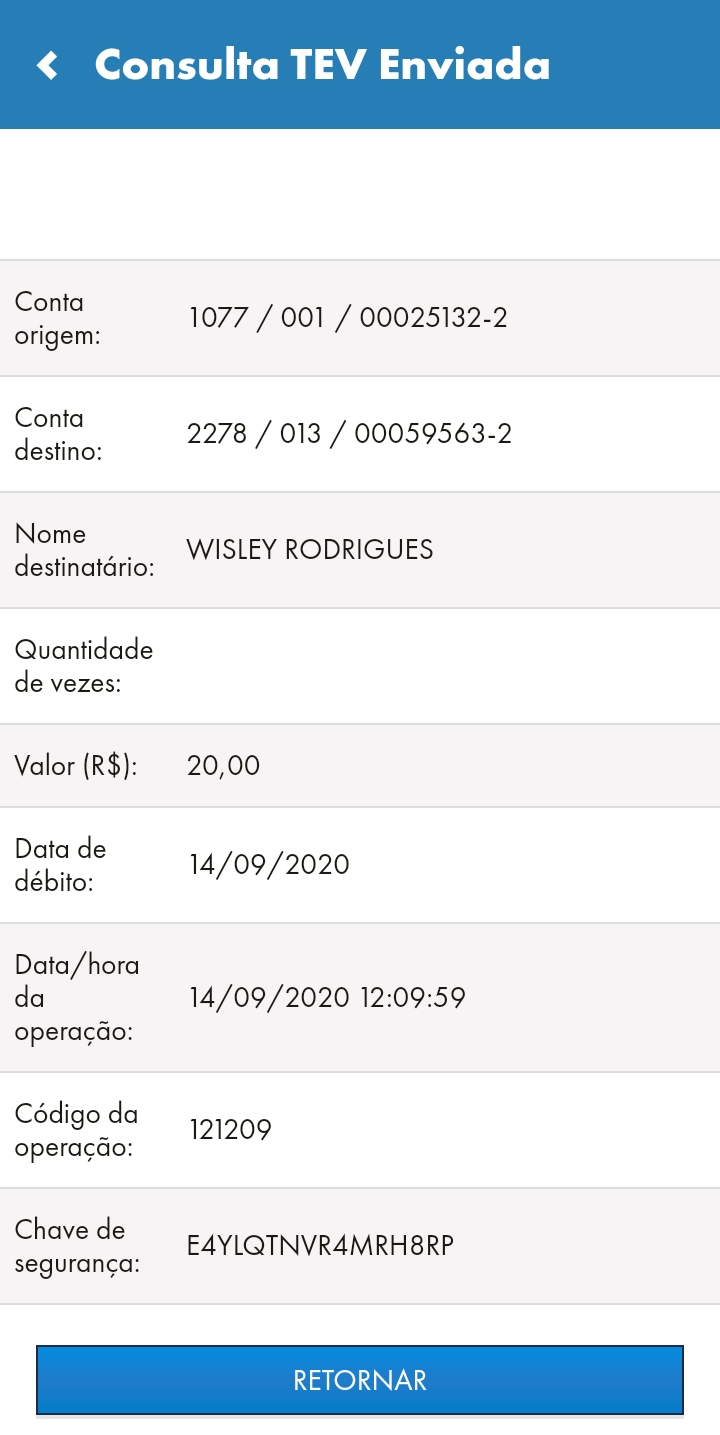 Consulta TEV Enviada
Conta
origem:
1077 / 001 / 00025132-2
Conta
destino:
2278 / 013 / 00059563-2
Nome
destinatário:
WISLEY RODRIGUES
Quantidade
de vezes:
Valor (R$):
20,00
Data de
débito:
14/09/2020
Data/hora
da
operação:
14/09/2020 12:09:59
Código da
operação:
121209
Chave de
segurança:
E4YLQTNVR4MRH8RP
RETORNAR